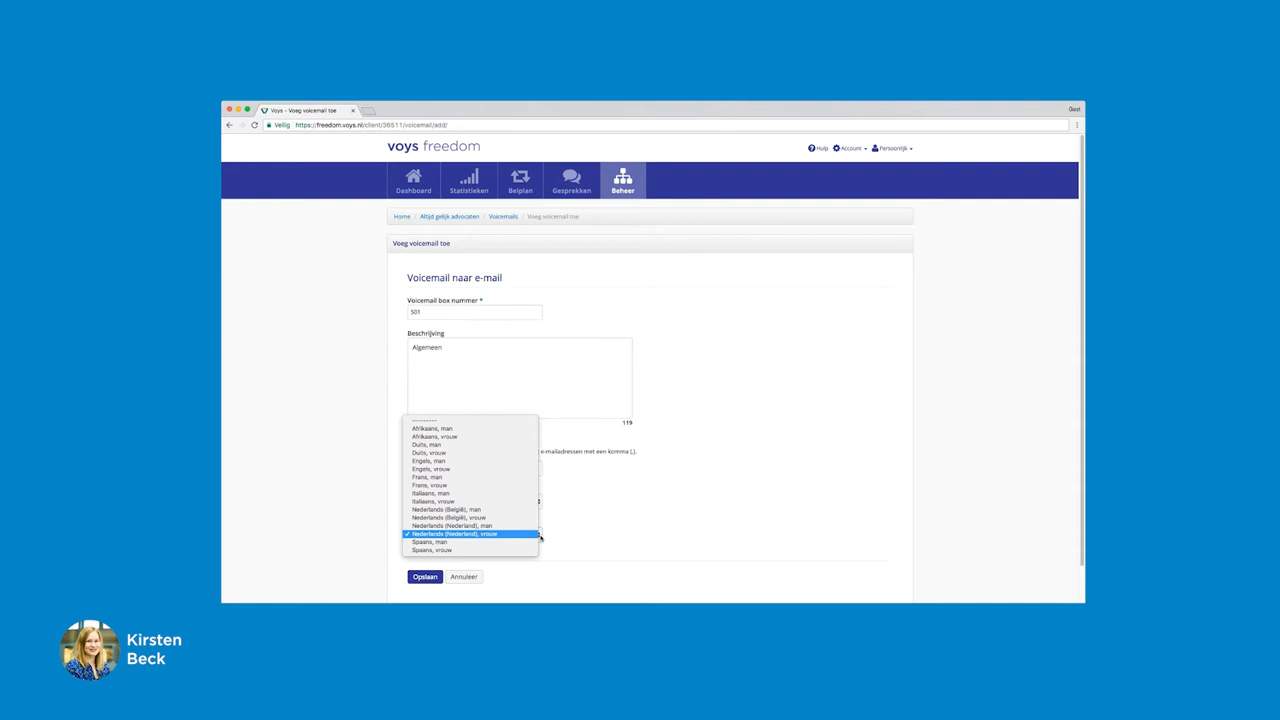 Voys - Voeg voicemail toe
Gast
Veilig https://freedom.voys.nl/client/36511/voicemail/add/
voys freedom
Hulp Account Persoonlijk
Dashboard Statistieken Belplan Gesprekken Beheer
Home Altijd gelijk advocaten Voicemails Voeg voicemail toe
Voeg voicemail toe
Voicemail naar e-mail
Voicemail box nummer *
501
Beschrijving
Algemeen
119
e-mailadressen met een komma (,).
---------
Afrikaans, man
Afrikaans, vrouw
Duits, man
Duits, vrouw
Engels, man
Engels, vrouw
Frans, man
Frans, vrouw
Italiaans, man
Italiaans, vrouw
Nederlands (België), man
Nederlands (België), vrouw
Nederlands (Nederland), man
✓ Nederlands (Nederland), vrouw
Spaans, man
Spaans, vrouw
Opslaan Annuleer
Kirsten
Beck